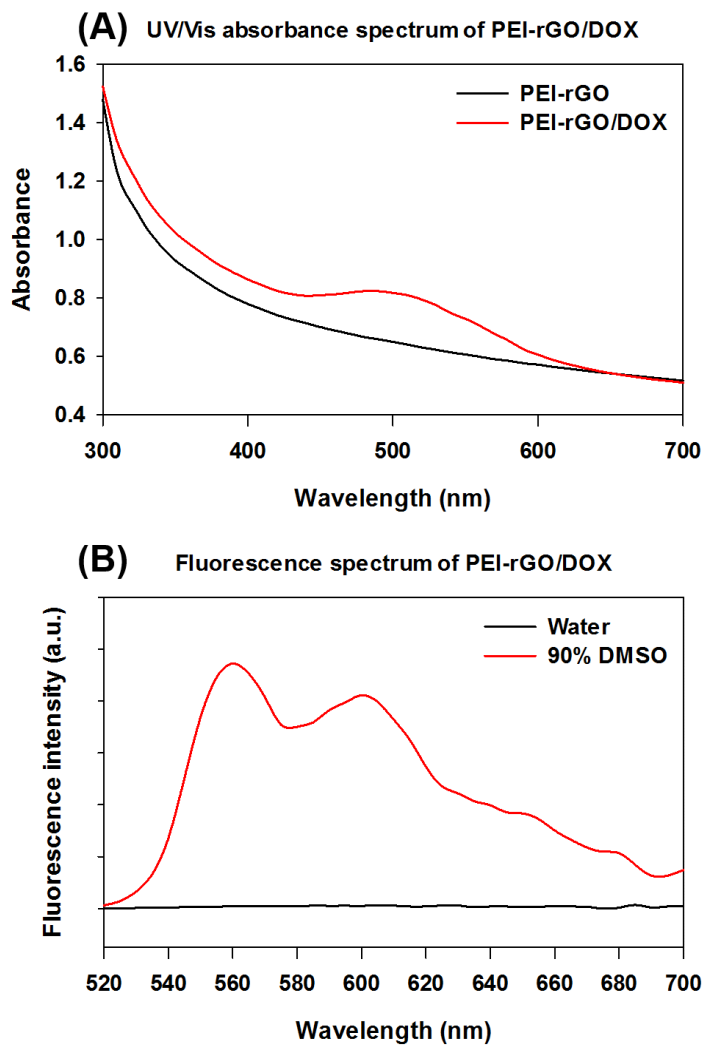 (A) UV/Vis absorbance spectrum of PEI-rGO/DOX
1.6
1.4
1.2
1.0
0.8
0.6
0.4
Absorbance
PEI-rGO
PEI-rGO/DOX
300 400 500 600 700
Wavelength (nm)
(B) Fluorescence spectrum of PEI-rGO/DOX
Fluorescence intensity (a.u.)
Water
90% DMSO
520 540 560 580 600 620 640 660 680 700
Wavelength (nm)